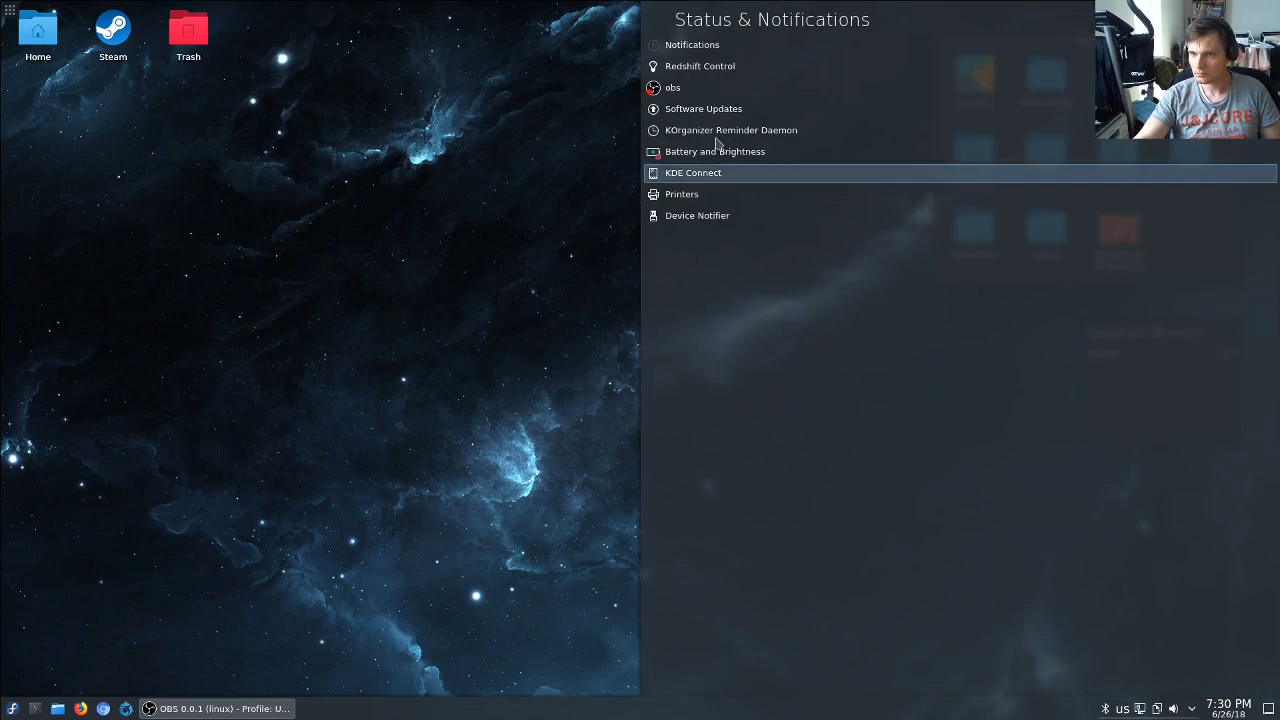 Home
Steam
Trash
Status & Notifications
Notifications
Redshift Control
obs
Software Updates
KOrganizer Reminder Daemon
Battery and Brightness
KDE Connect
Printers
Device Notifier
J&JCORE
OBS 0.0.1 (linux) - Profile: U...
us
7:30 PM
6/26/18